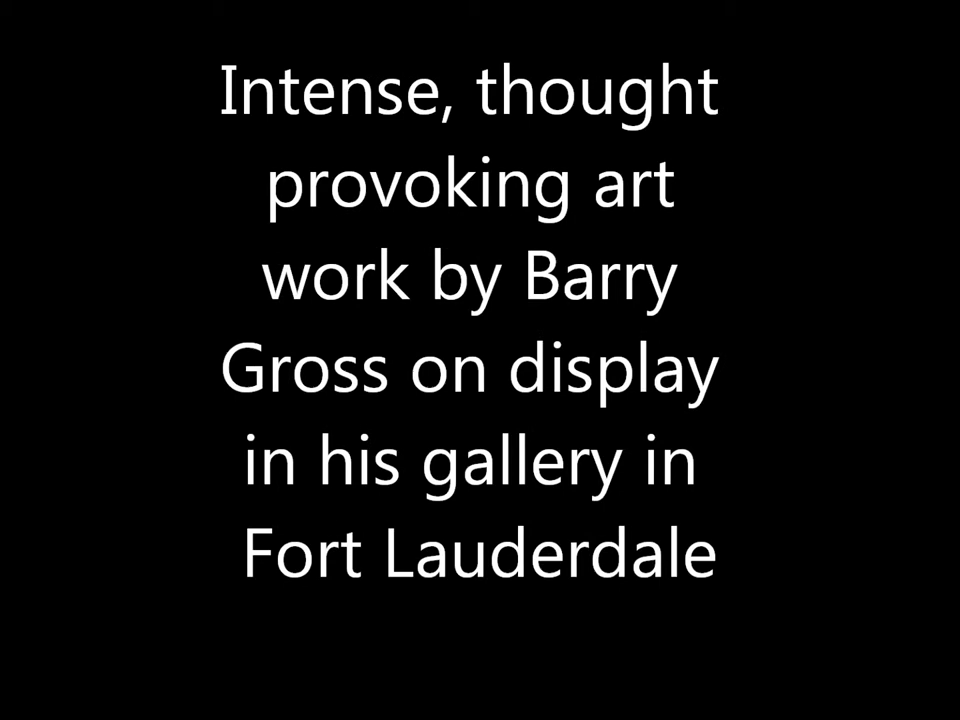 Intense, thought
provoking art
work by Barry
Gross on display
in his gallery in
Fort Lauderdale